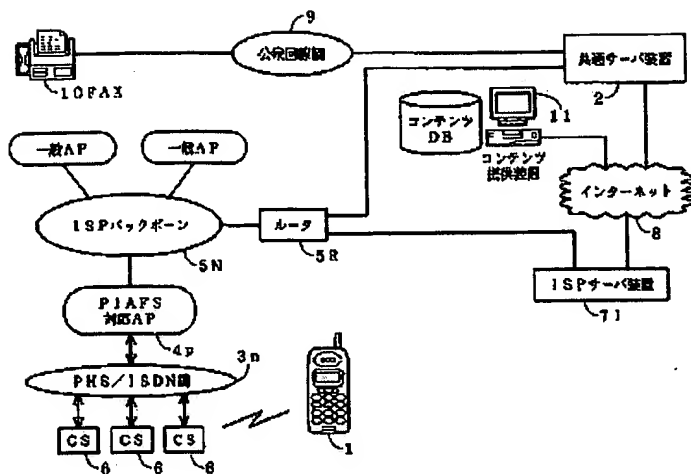 9
公衆回線網
共通サーバ装置
2
10FAX
11
コンテンツ
DB
コンテンツ
提供装置
一般AP
一般AP
インターネット
8
ISPバックボーン
5N
ルータ
5R
ISPサーバ装置
71
PIAFS
対応AP
4p
3n
PHS/ISDN網
1
CS
CS
CS
6
6
6